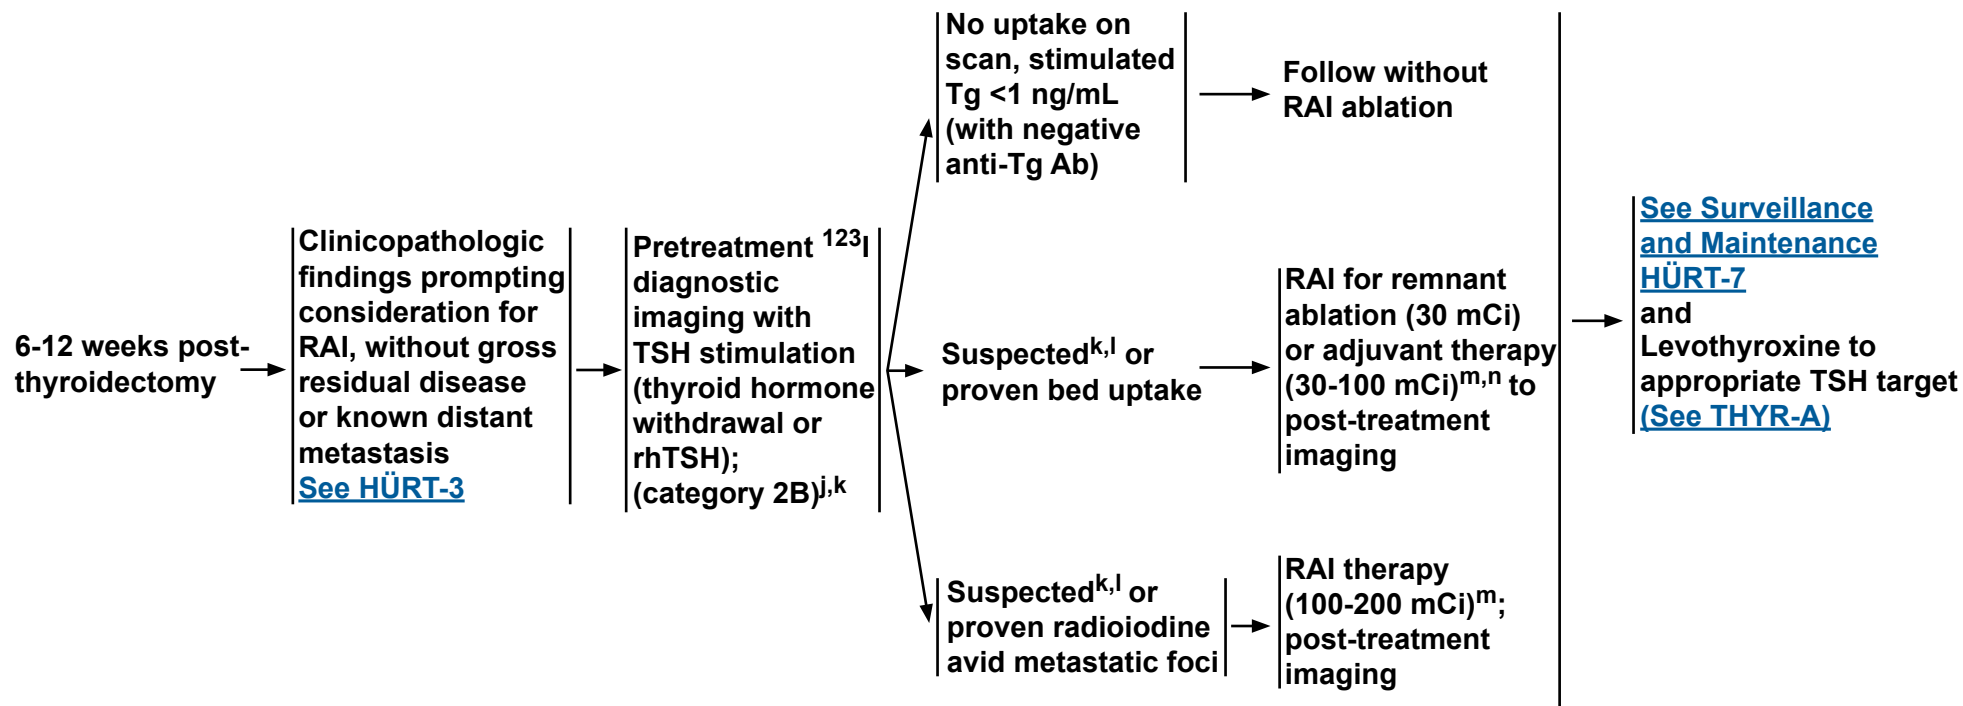 6-12 weeks post-
thyroidectomy
Clinicopathologic
findings prompting
consideration for
RAI, without gross
residual disease
or known distant
metastasis
See HÜRT-3
Pretreatment ¹²³I
diagnostic
imaging with
TSH stimulation
(thyroid hormone
withdrawal or
rhTSH);
(category 2B)ʲ,ᵏ
No uptake on
scan, stimulated
Tg <1 ng/mL
(with negative
anti-Tg Ab)
Follow without
RAI ablation
Suspectedᵏ,ˡ or
proven bed uptake
RAI for remnant
ablation (30 mCi)
or adjuvant therapy
(30-100 mCi)ᵐ,ⁿ to
post-treatment
imaging
Suspectedᵏ,ˡ or
proven radioiodine
avid metastatic foci
RAI therapy
(100-200 mCi)ᵐ;
post-treatment
imaging
See Surveillance
and Maintenance
HÜRT-7
and
Levothyroxine to
appropriate TSH target
(See THYR-A)